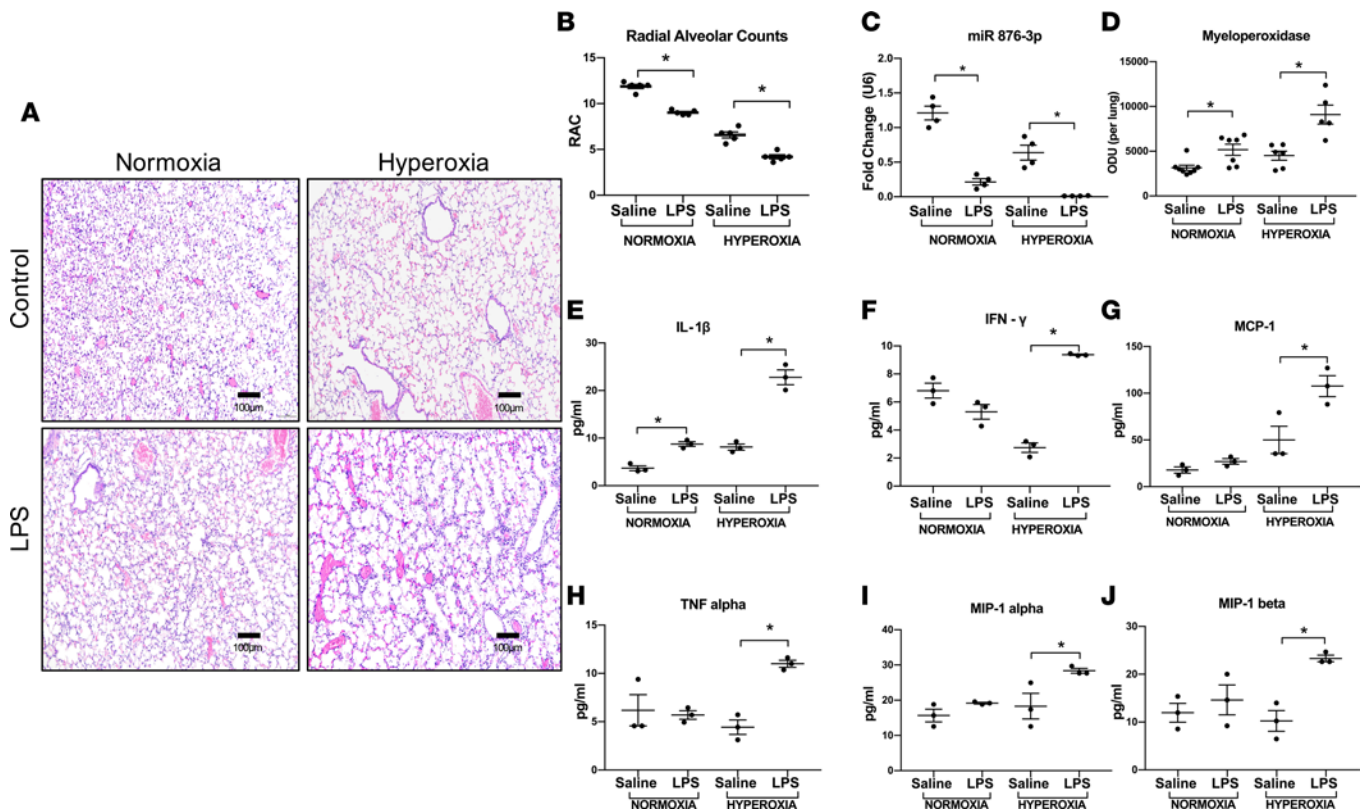 A
Normoxia
Hyperoxia
Control
LPS
100µm
100µm
100µm
100µm
B
Radial Alveolar Counts
RAC
15
10
5
0
*
*
Saline LPS Saline LPS
NORMOXIA HYPEROXIA
C
miR 876-3p
Fold Change (U6)
2.0
1.5
1.0
0.5
0.0
*
*
Saline LPS Saline LPS
NORMOXIA HYPEROXIA
D
Myeloperoxidase
ODU (per lung)
15000
10000
5000
0
*
*
Saline LPS Saline LPS
NORMOXIA HYPEROXIA
E
IL-1β
pg/ml
30
20
10
0
*
*
Saline LPS Saline LPS
NORMOXIA HYPEROXIA
F
IFN - γ
pg/ml
10
8
6
4
2
0
*
Saline LPS Saline LPS
NORMOXIA HYPEROXIA
G
MCP-1
pg/ml
150
100
50
0
*
Saline LPS Saline LPS
NORMOXIA HYPEROXIA
H
TNF alpha
pg/ml
15
10
5
0
*
Saline LPS Saline LPS
NORMOXIA HYPEROXIA
I
MIP-1 alpha
pg/ml
40
30
20
10
0
*
Saline LPS Saline LPS
NORMOXIA HYPEROXIA
J
MIP-1 beta
pg/ml
30
20
10
0
*
Saline LPS Saline LPS
NORMOXIA HYPEROXIA